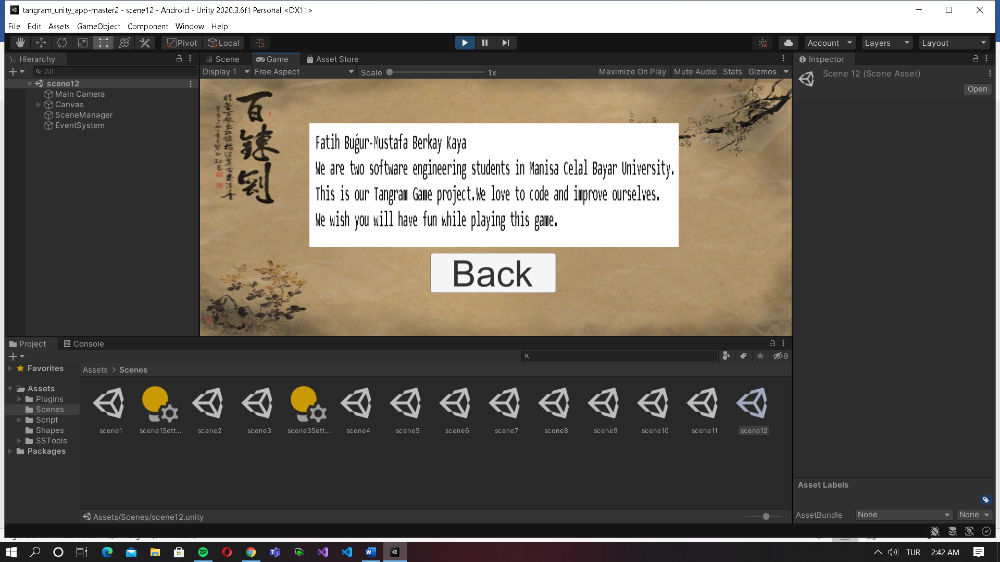 tangram_unity_app-master2 - scene12 - Android - Unity 2020.3.6f1 Personal <DX11>
File Edit Assets GameObject Component Window Help
Pivot Local Account Layers Layout
Hierarchy
All
scene12
Main Camera
Canvas
SceneManager
EventSystem
Scene Game Asset Store
Display 1 Free Aspect Scale 1x Maximize On Play Mute Audio Stats Gizmos
百
錬
剣
Fatih Buğur-Mustafa Berkay Kaya
We are two software engineering students in Manisa Celal Bayar University.
This is our Tangram Game project.We love to code and improve ourselves.
We wish you will have fun while playing this game.
Back
Inspector
Scene 12 (Scene Asset)
Open
Project Console
9
Favorites
Assets
Plugins
Scenes
Script
Shapes
SSTools
Packages
Assets > Scenes
scene1 scene1Sett... scene2 scene3 scene3Sett... scene4 scene5 scene6 scene7 scene8 scene9 scene10 scene11 scene12
Assets/Scenes/scene12.unity
Asset Labels
AssetBundle None None
TUR 2:42 AM